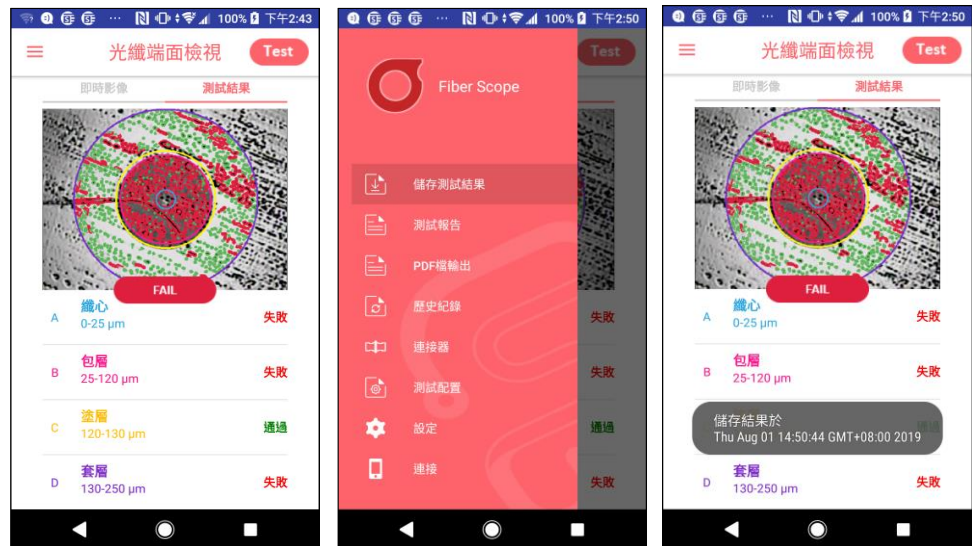 100% 下午2:43
光纖端面檢視
Test
即時影像 測試結果
FAIL
A 纖心 失敗
0-25 µm
B 包層 失敗
25-120 µm
C 塗層 通過
120-130 µm
D 套層 失敗
130-250 µm
100% 下午2:50
Fiber Scope
Test
儲存測試結果
測試報告
PDF檔輸出
歷史紀錄
連接器
測試配置
設定
連接
失敗
失敗
通過
失敗
100% 下午2:50
光纖端面檢視
Test
即時影像 測試結果
FAIL
A 纖心 失敗
0-25 µm
B 包層 失敗
25-120 µm
儲存結果於
Thu Aug 01 14:50:44 GMT+08:00 2019
D 套層 失敗
130-250 µm